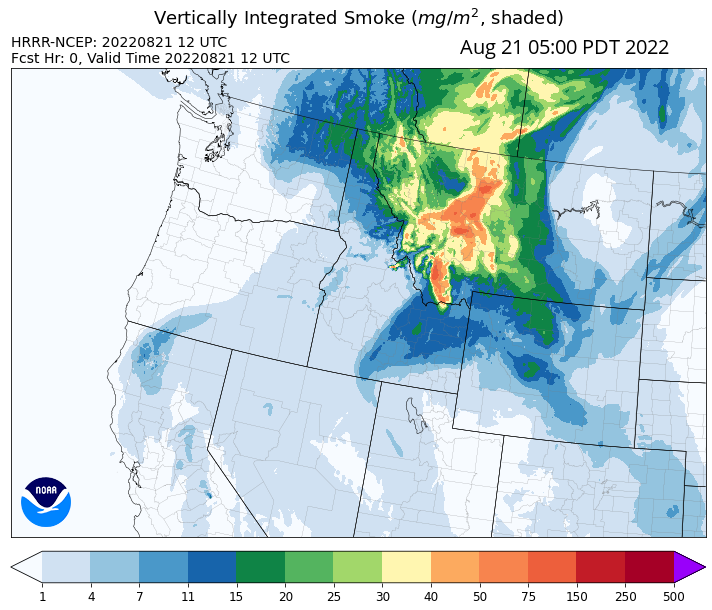 Vertically Integrated Smoke (mg/m², shaded)
HRRR-NCEP: 20220821 12 UTC
Fcst Hr: 0, Valid Time 20220821 12 UTC
Aug 21 05:00 PDT 2022
NOAA
1 4 7 11 15 20 25 30 40 50 75 150 250 500